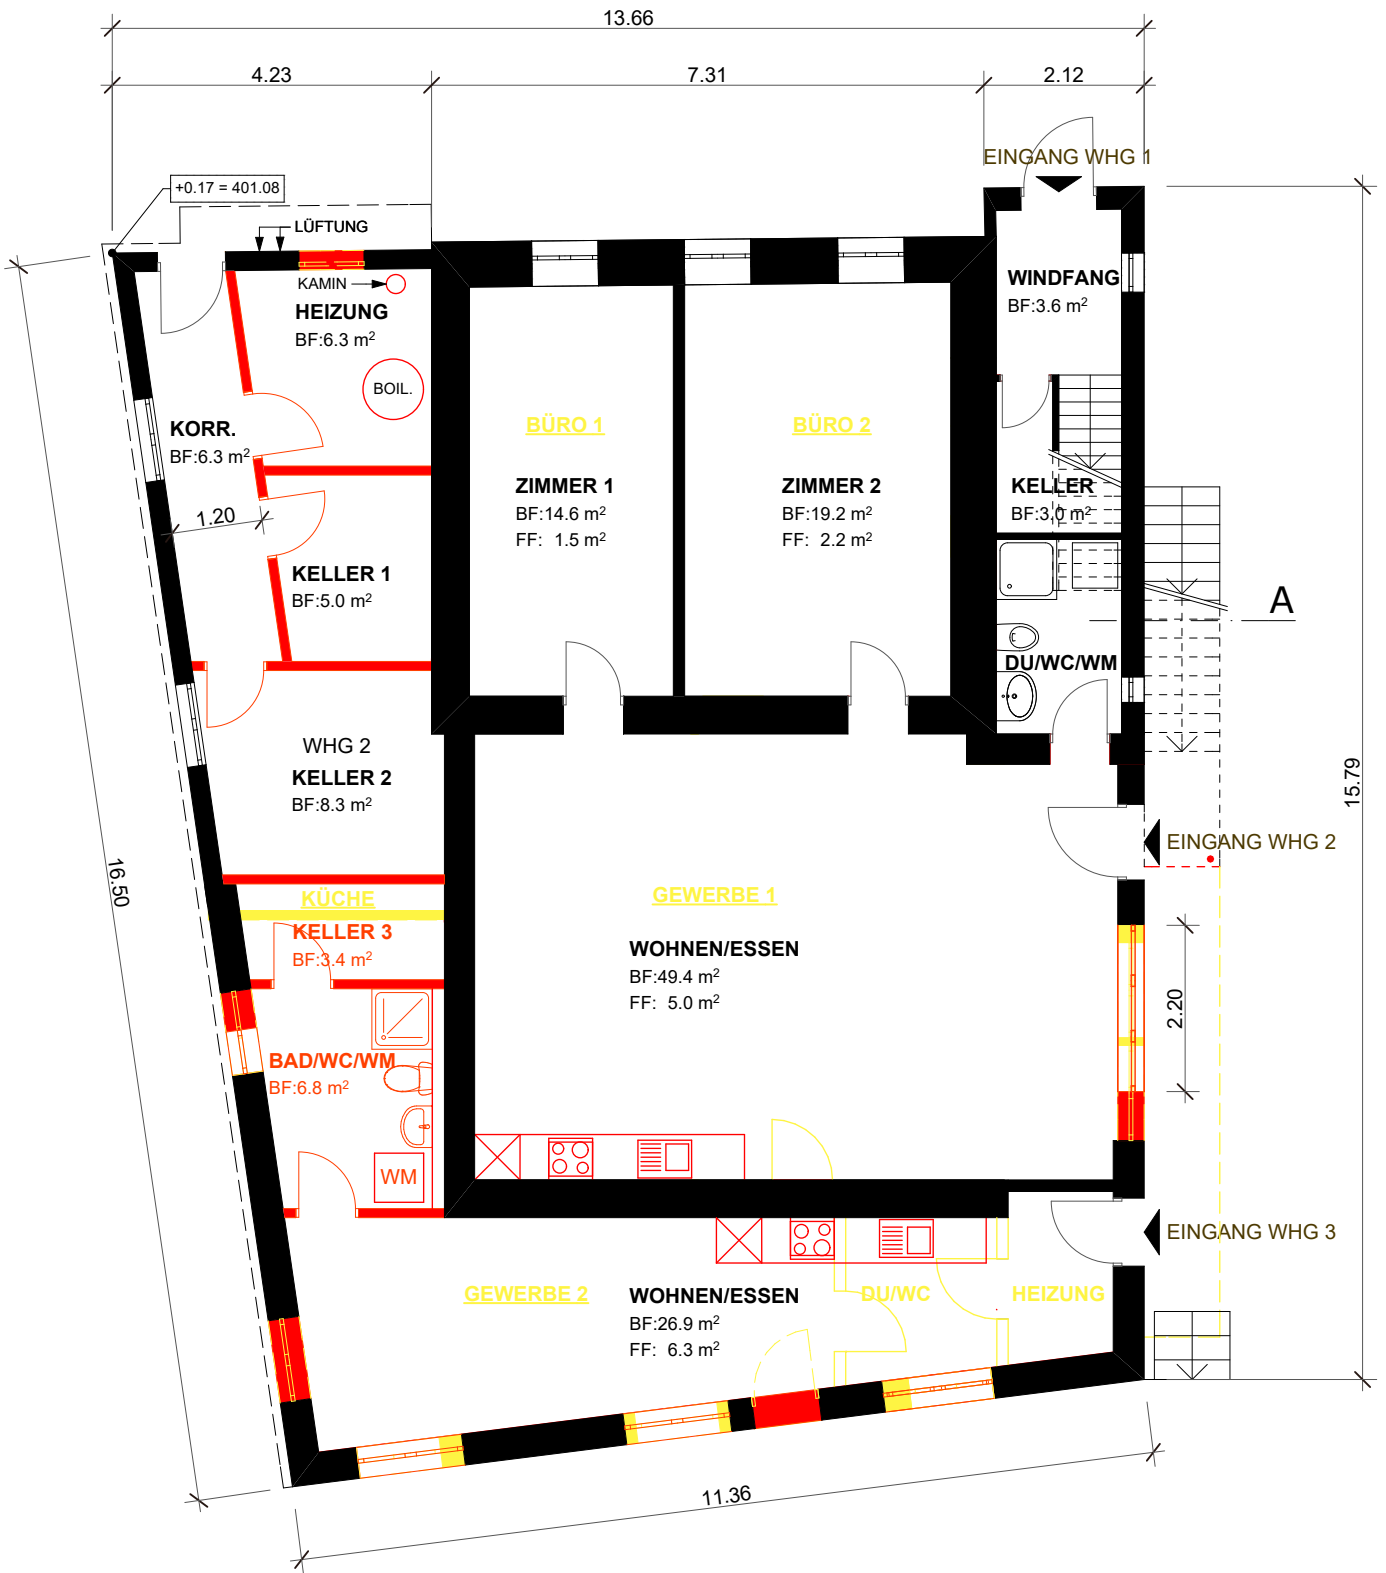 13.66
4.23
7.31
2.12
EINGANG WHG 1
+0.17 = 401.08
LÜFTUNG
KAMIN
HEIZUNG
BF:6.3 m²
BOIL.
WINDFANG
BF:3.6 m²
KORR.
BF:6.3 m²
BÜRO 1
BÜRO 2
ZIMMER 1
BF:14.6 m²
FF: 1.5 m²
ZIMMER 2
BF:19.2 m²
FF: 2.2 m²
KELLER
BF:3.0 m²
1.20
KELLER 1
BF:5.0 m²
A
DU/WC/WM
WHG 2
KELLER 2
BF:8.3 m²
15.79
EINGANG WHG 2
16.50
KÜCHE
GEWERBE 1
KELLER 3
BF:3.4 m²
WOHNEN/ESSEN
BF:49.4 m²
FF: 5.0 m²
2.20
BAD/WC/WM
BF:6.8 m²
WM
EINGANG WHG 3
GEWERBE 2
WOHNEN/ESSEN
BF:26.9 m²
FF: 6.3 m²
DU/WC
HEIZUNG
11.36